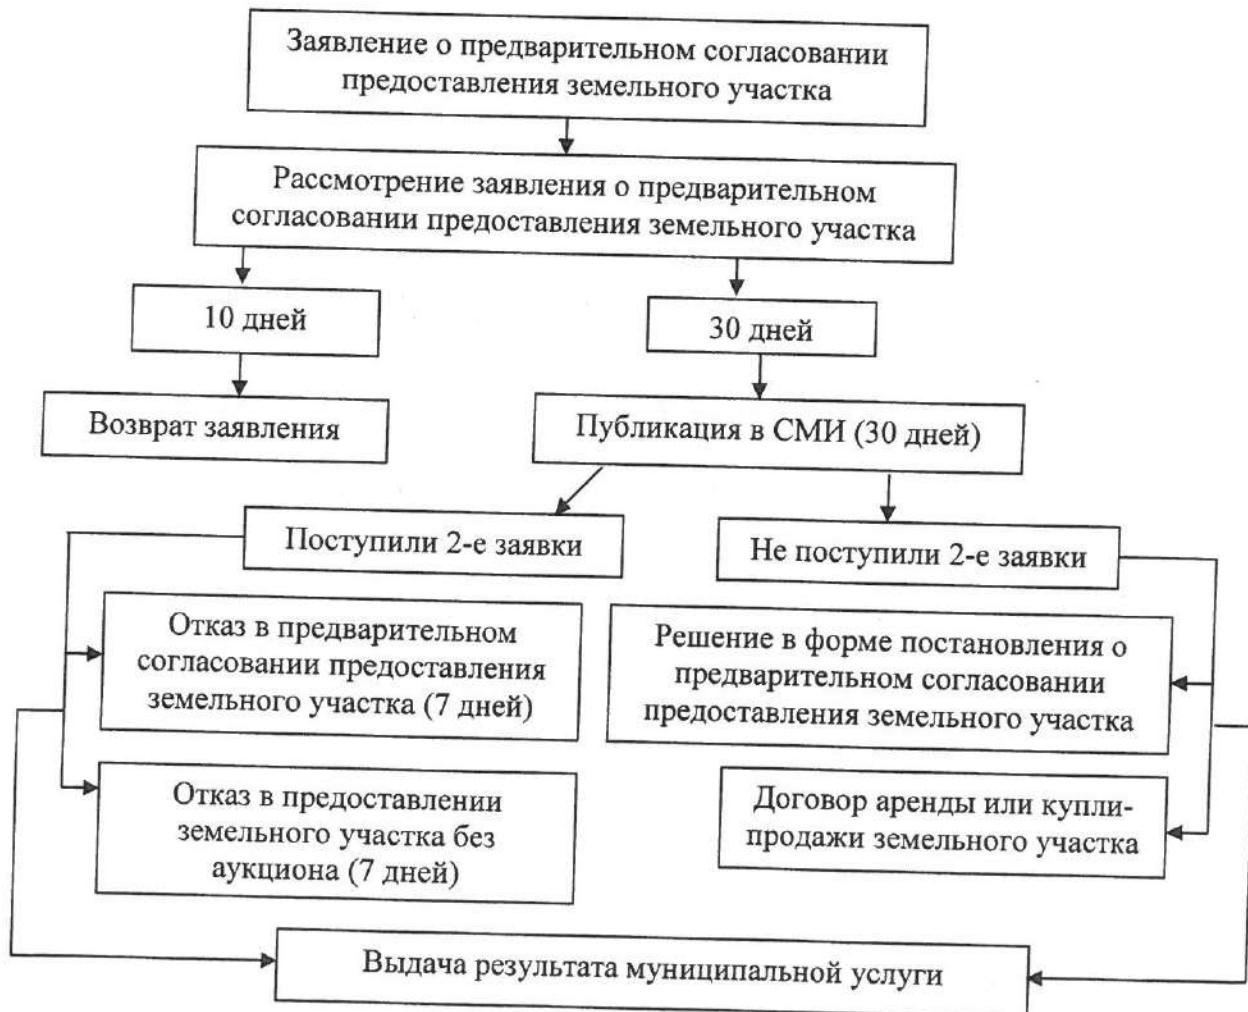 Заявление о предварительном согласовании
предоставления земельного участка
Рассмотрение заявления о предварительном
согласовании предоставления земельного участка
10 дней
30 дней
Возврат заявления
Публикация в СМИ (30 дней)
Поступили 2-е заявки
Не поступили 2-е заявки
Отказ в предварительном
согласовании предоставления
земельного участка (7 дней)
Решение в форме постановления о
предварительном согласовании
предоставления земельного участка
Отказ в предоставлении
земельного участка без
аукциона (7 дней)
Договор аренды или купли-
продажи земельного участка
Выдача результата муниципальной услуги